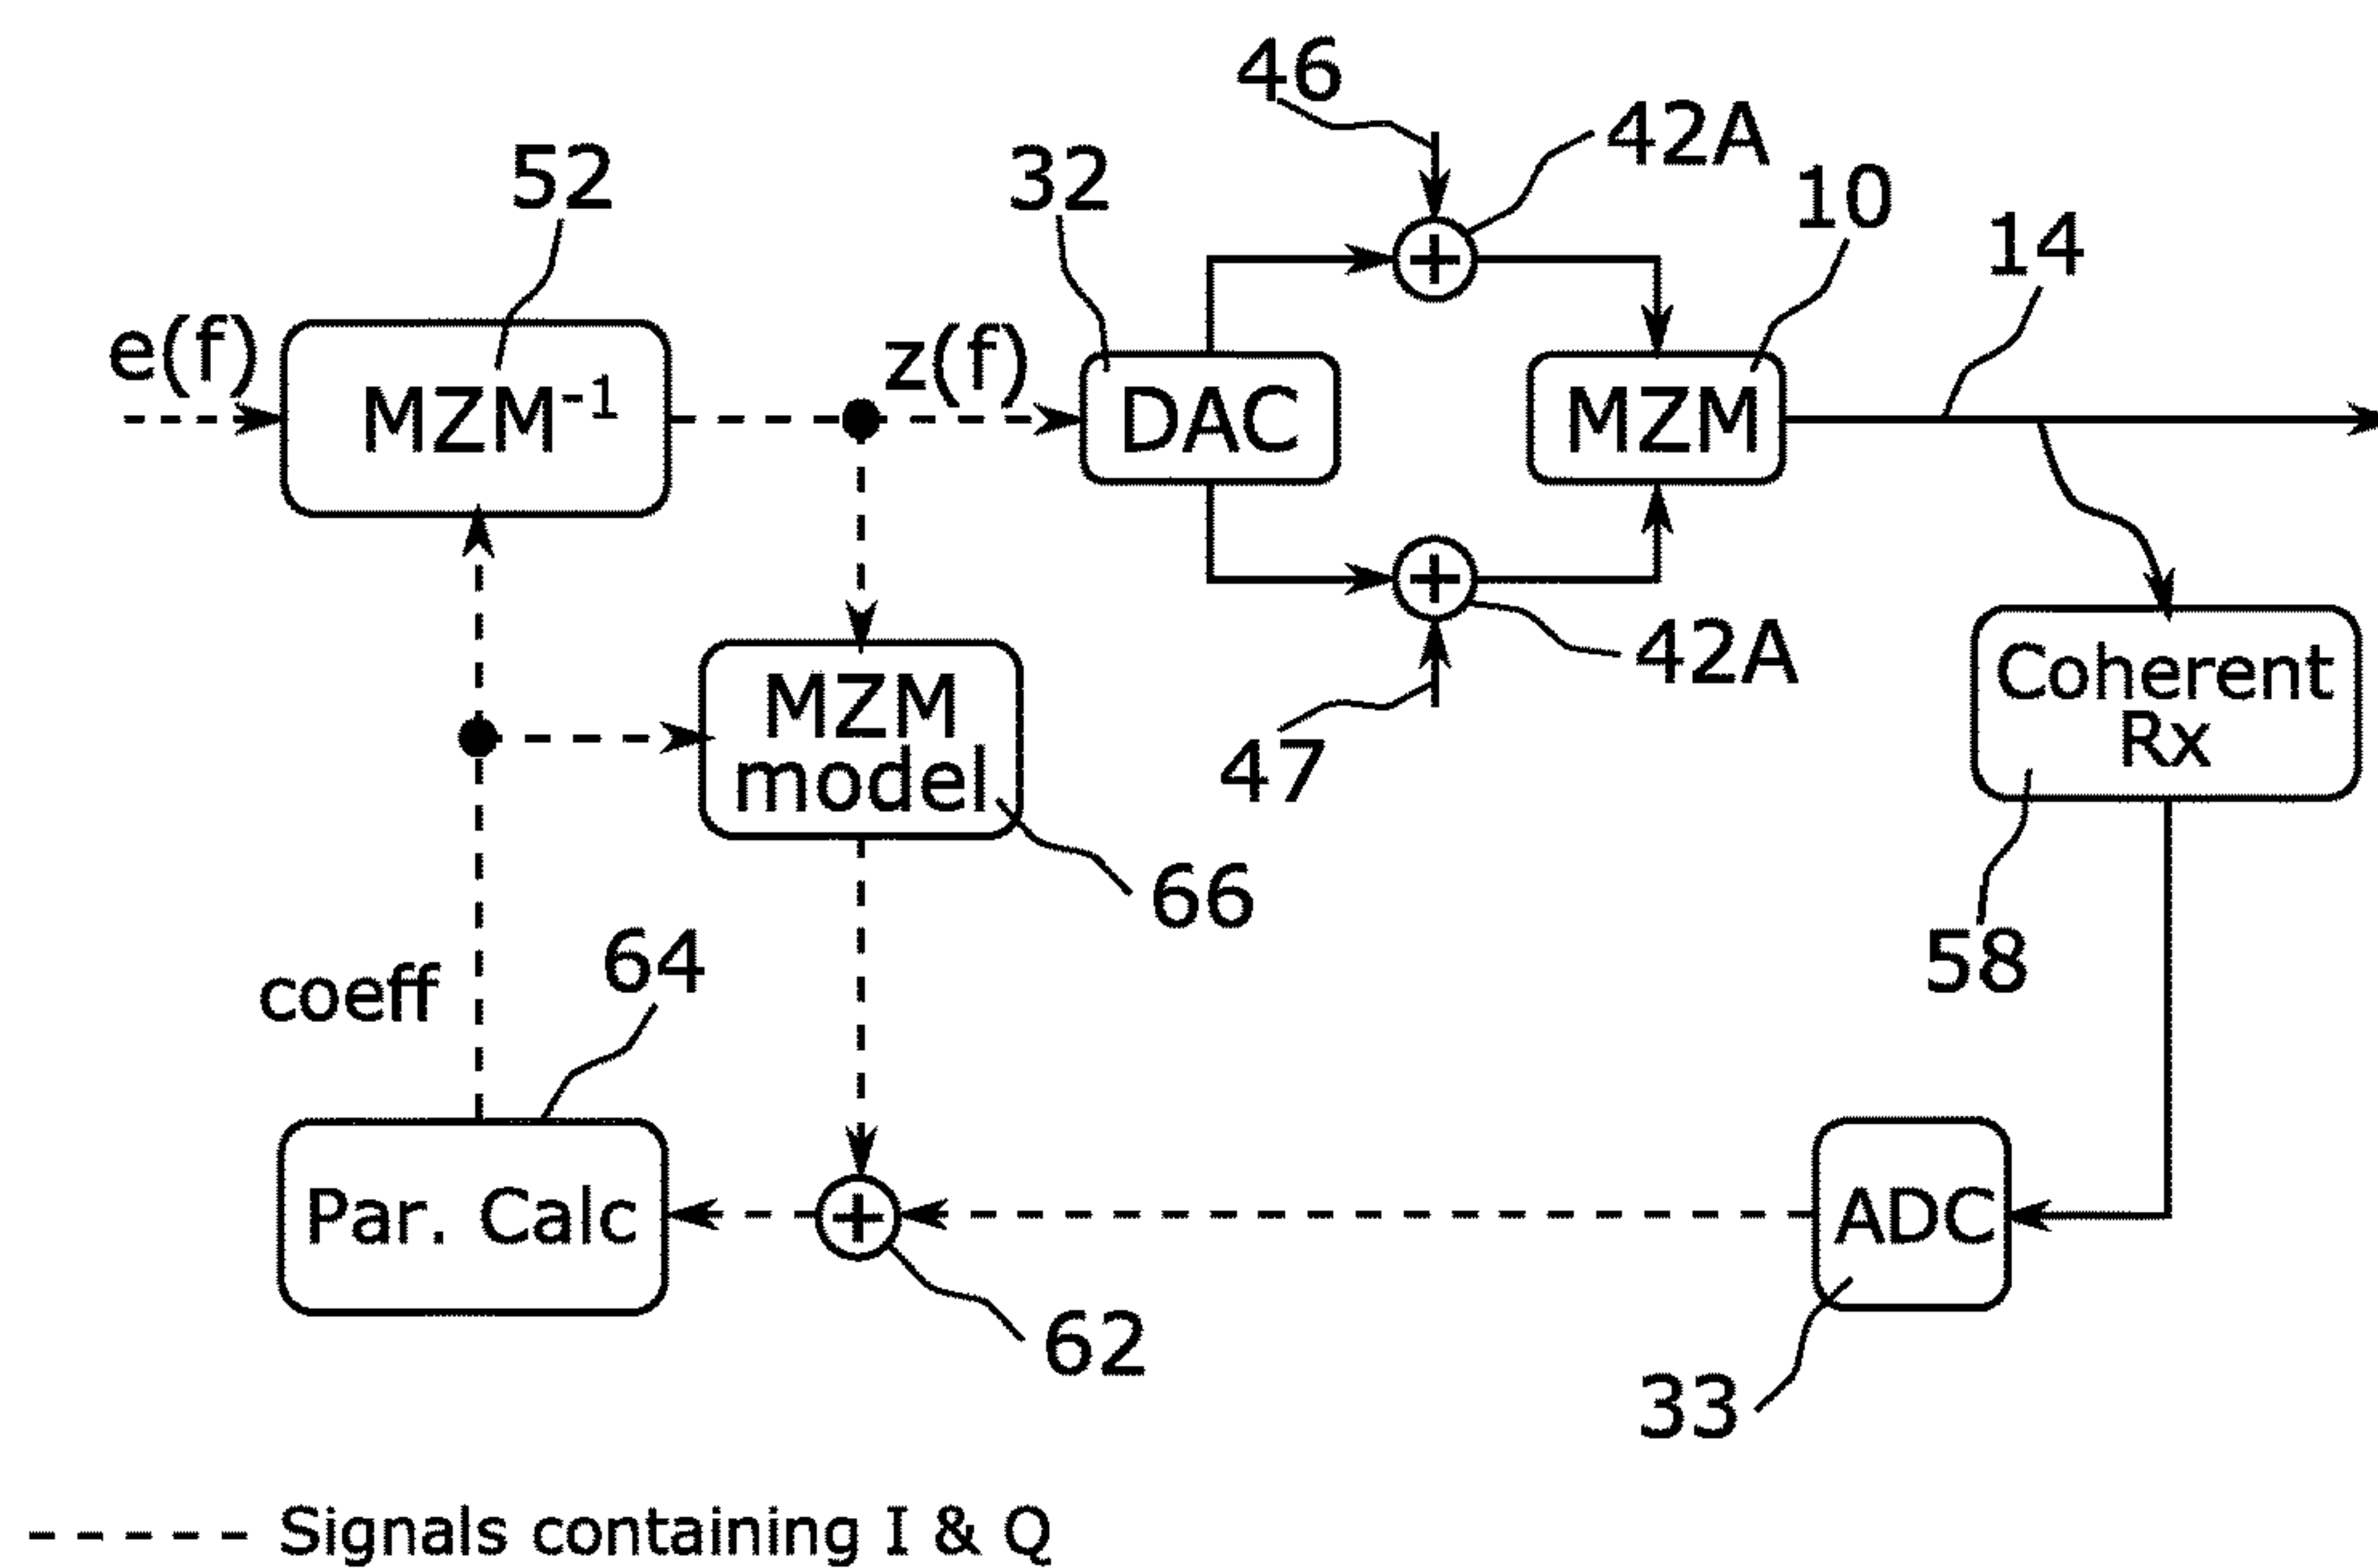 46
42A
52
32
10
14
e(f)
MZM-1
z(f)
DAC
MZM
42A
Coherent
Rx
MZM
model
47
66
64
58
coeff
Par. Calc
ADC
62
33
Signals containing I & Q